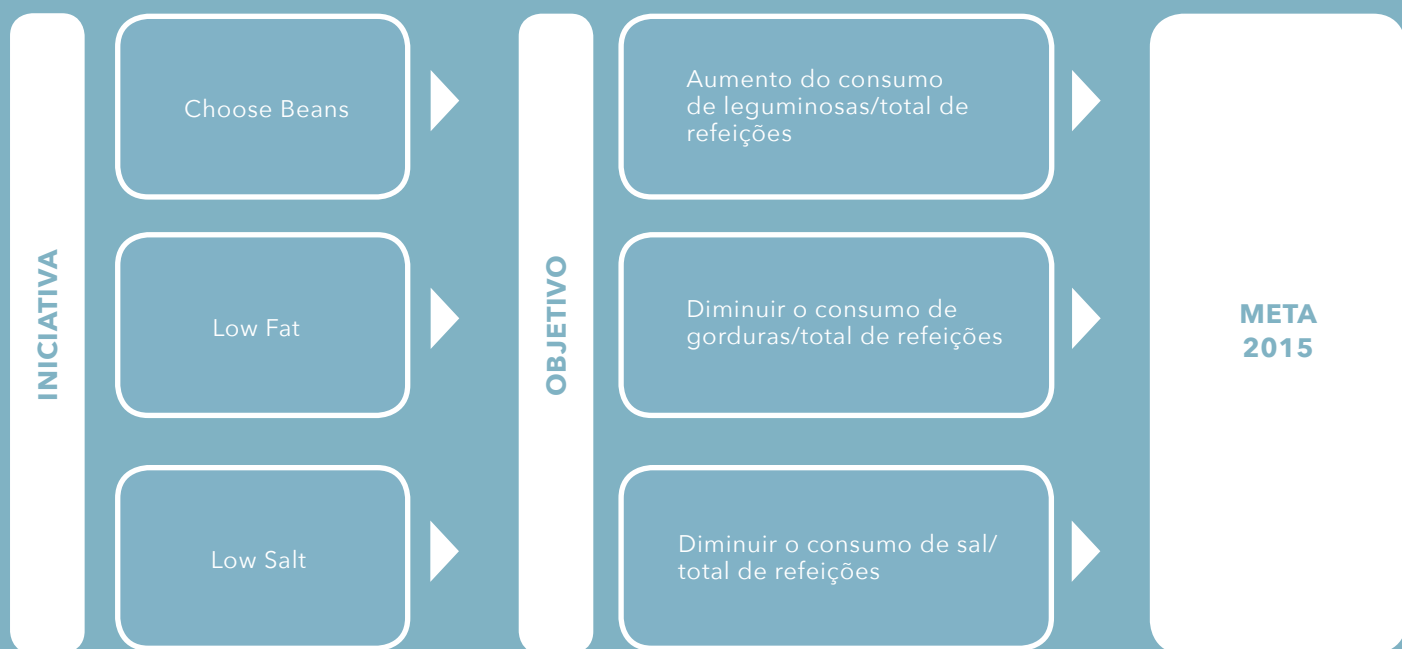 INICIATIVA
Choose Beans
Low Fat
Low Salt
OBJETIVO
Aumento do consumo
de leguminosas/total de
refeições
Diminuir o consumo de
gorduras/total de refeições
Diminuir o consumo de sal/
total de refeições
META
2015